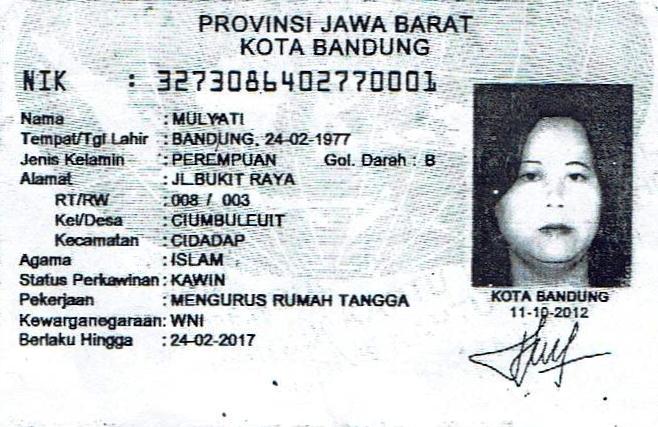 PROVINSI JAWA BARAT
KOTA BANDUNG
NIK : 3273086402770001
Nama : MULYATI
Tempat/Tgl Lahir : BANDUNG, 24-02-1977
Jenis Kelamin : PEREMPUAN Gol. Darah : B
Alamat : JL.BUKIT RAYA
RT/RW : 008 / 003
Kel/Desa : CIUMBULEUIT
Kecamatan : CIDADAP
Agama : ISLAM
Status Perkawinan : KAWIN
Pekerjaan : MENGURUS RUMAH TANGGA
Kewarganegaraan: WNI
Berlaku Hingga : 24-02-2017
KOTA BANDUNG
11-10-2012